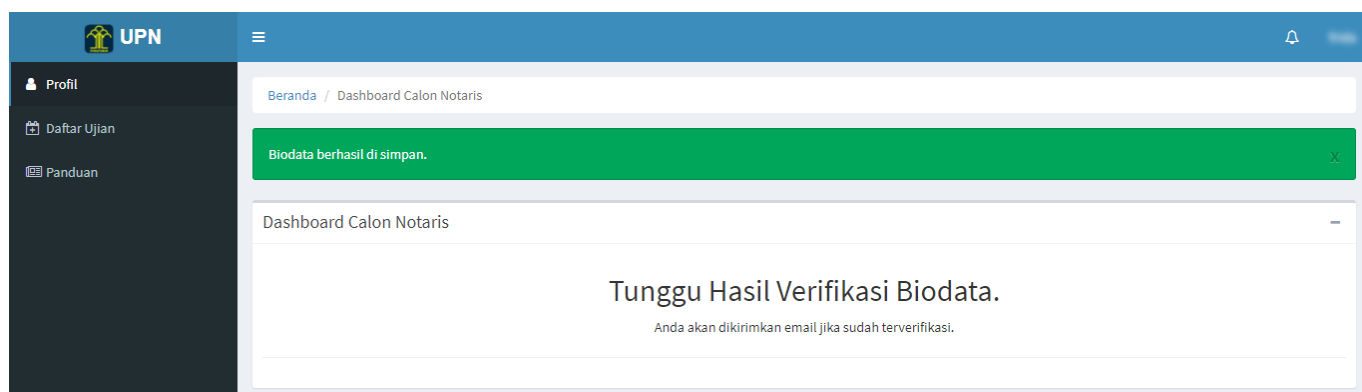 UPN
Profil
Daftar Ujian
Panduan
Beranda / Dashboard Calon Notaris
Biodata berhasil di simpan.
x
Dashboard Calon Notaris
Tunggu Hasil Verifikasi Biodata.
Anda akan dikirimkan email jika sudah terverifikasi.